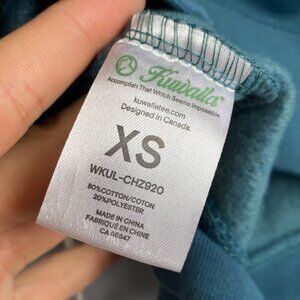 Kuwalla
Accomplish That Which Seems Impossible.
kuwallatee.com
Designed in Canada.
XS
WKUL-CHZ920
80%COTTON/COTON
20%POLYESTER
MADE IN CHINA
FABRIQUÉ EN CHINE
CA 56847